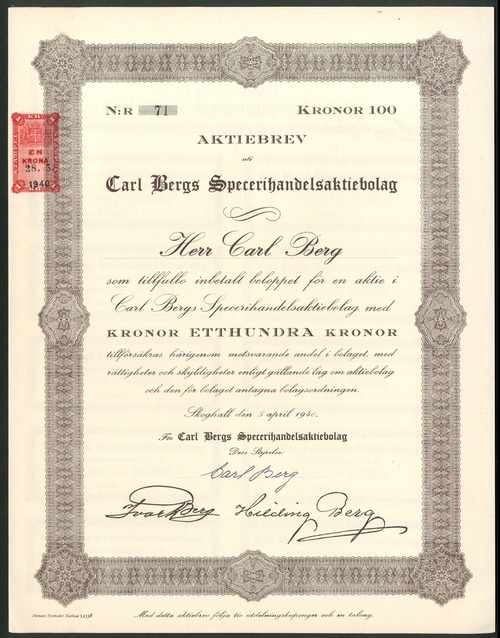 N:R 71 KRONOR 100
AKTIEBREV
uti
Carl Bergs Specerihandelsaktiebolag
Herr Carl Berg
som tillfullo inbetalt beloppet för en aktie i
Carl Bergs Specerihandelsaktiebolag med
KRONOR ETTHUNDRA KRONOR
tillförsäkras härigenom motsvarande andel i bolaget, med
rättigheter och skyldigheter enligt gällande lag om aktiebolag
och den för bolaget antagna bolagsordningen.
Skoghall den 5 april 1940.
För Carl Bergs Specerihandelsaktiebolag
Dess Styrelse
Carl Berg
Ivar Berg Hilding Berg
EN
KRONA
28. 5.
1940
Med detta aktiebrev följa tio utdelningskuponger och en talong.